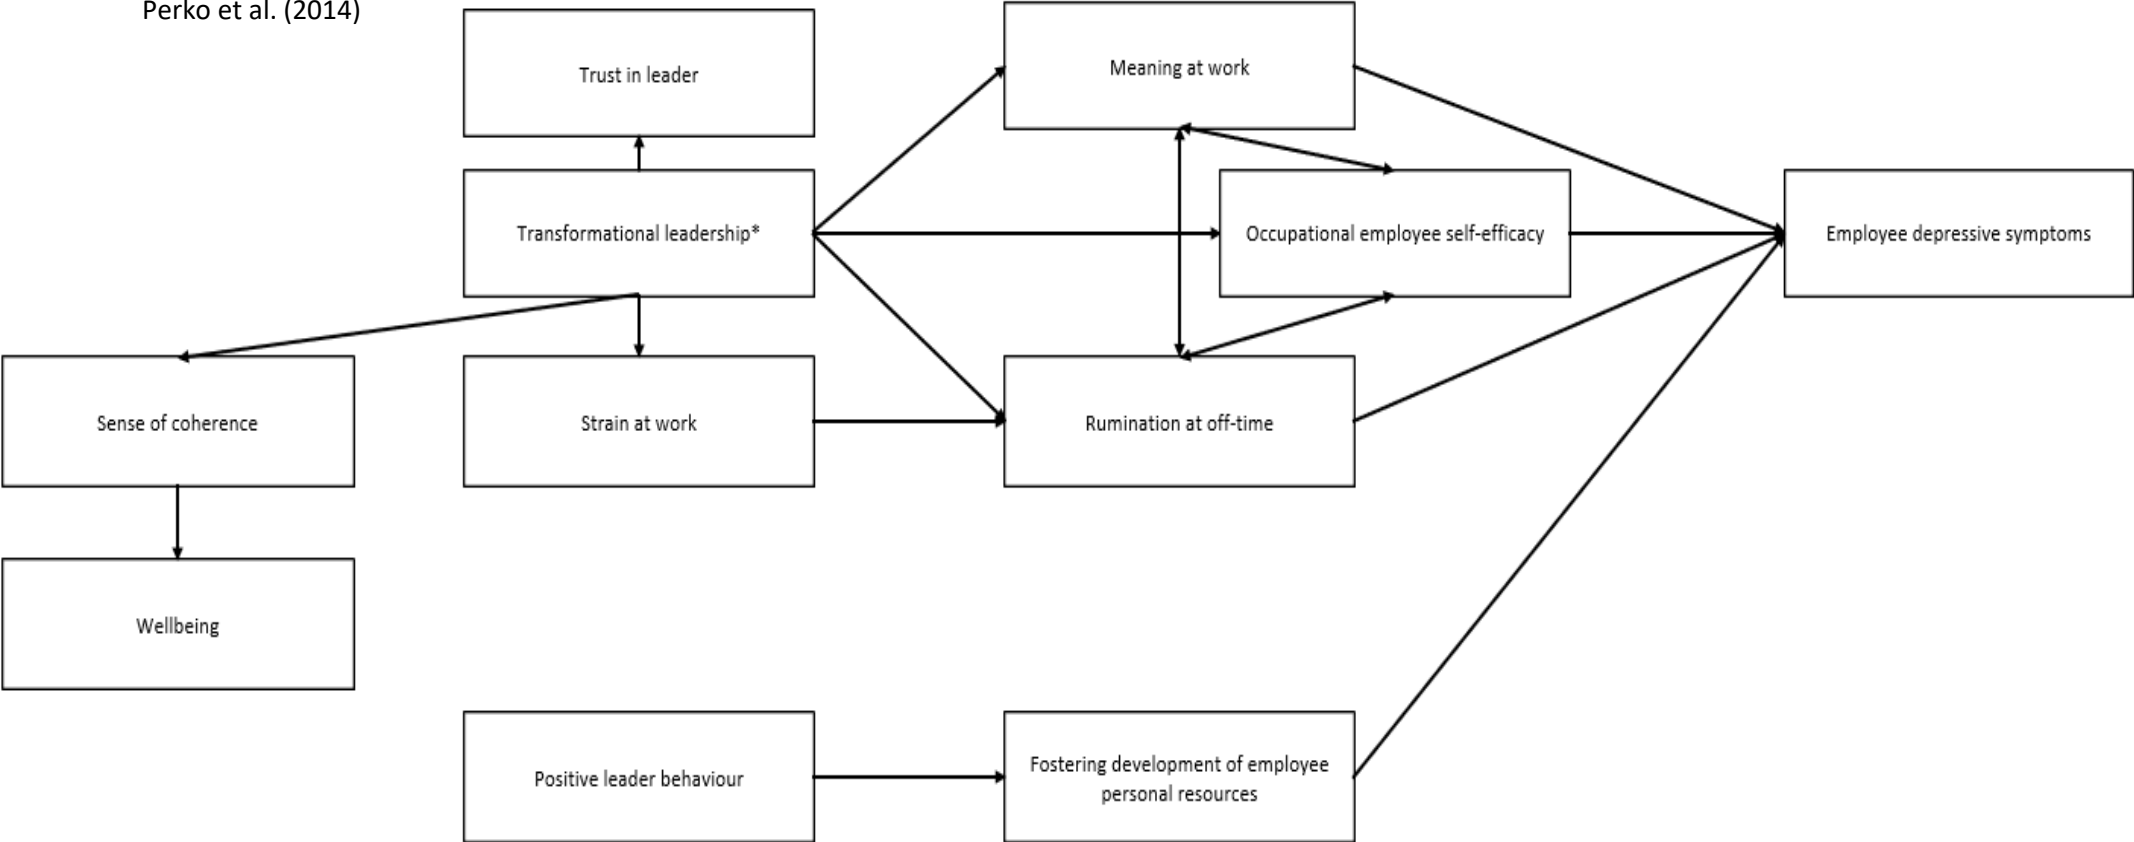 Perko et al. (2014)
Trust in leader
Meaning at work
Transformational leadership*
Occupational employee self-efficacy
Employee depressive symptoms
Sense of coherence
Strain at work
Rumination at off-time
Wellbeing
Positive leader behaviour
Fostering development of employee
personal resources